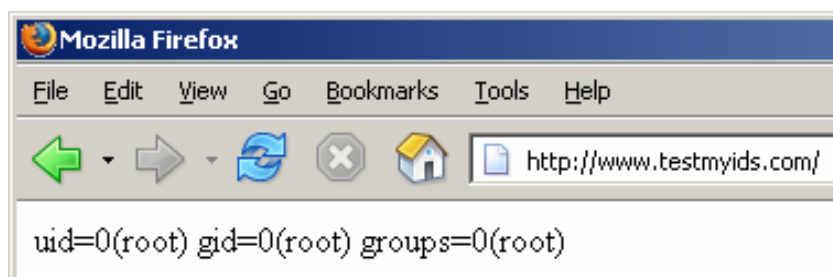 Mozilla Firefox
File Edit View Go Bookmarks Tools Help
http://www.testmyids.com/
uid=0(root) gid=0(root) groups=0(root)